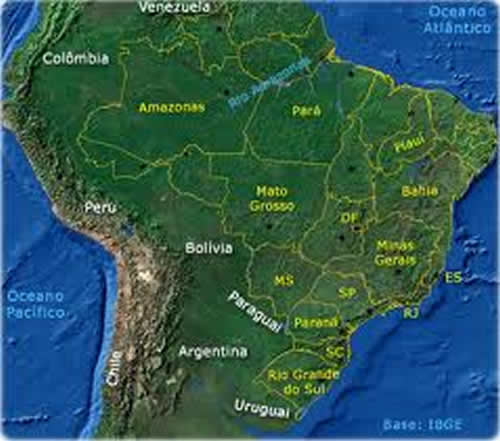 Venezuela
Oceano
Atlântico
Colômbia
Rio Amazonas
Amazonas
Pará
Piauí
Mato
Grosso
Bahia
Peru
DF
Bolívia
Minas
Gerais
MS
ES
SP
Oceano
Pacífico
Paraguai
RJ
Paraná
Chile
Argentina
SC
Rio Grande
do Sul
Uruguai
Base: IBGE